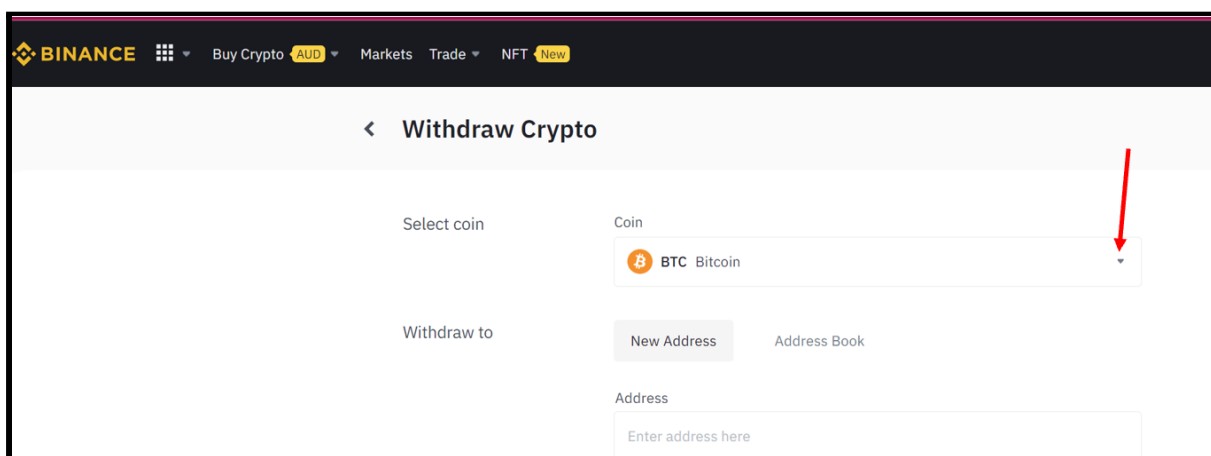 BINANCE Buy Crypto AUD Markets Trade NFT New
Withdraw Crypto
Select coin
Coin
BTC Bitcoin
Withdraw to
New Address Address Book
Address
Enter address here